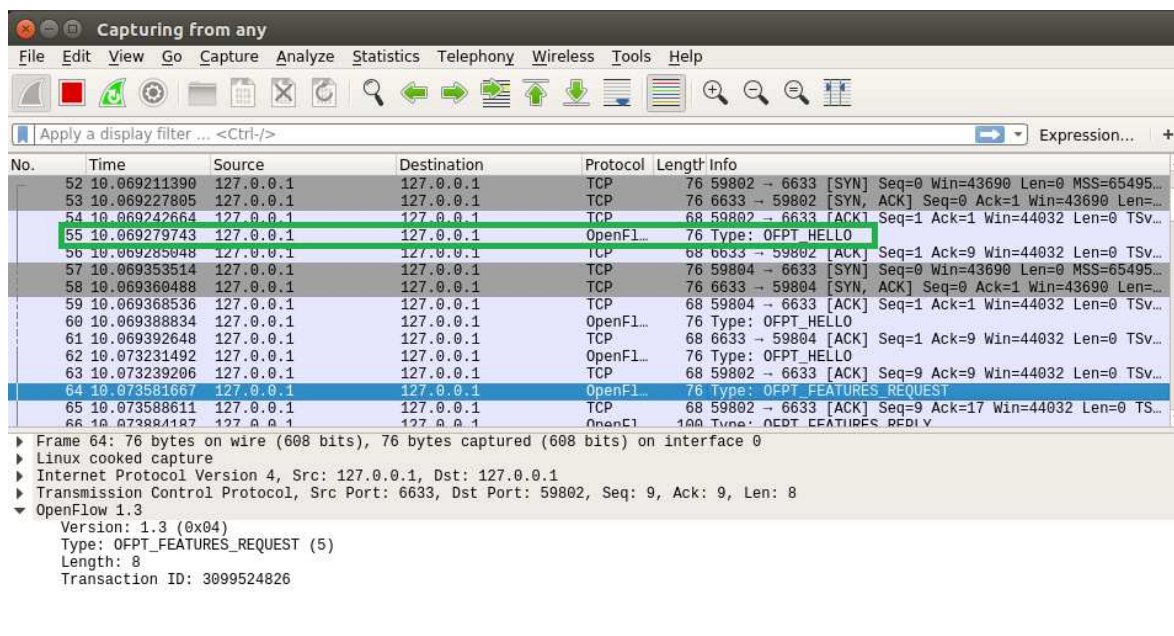 Capturing from any
File Edit View Go Capture Analyze Statistics Telephony Wireless Tools Help
Apply a display filter ... <Ctrl-/> Expression... +
No. Time Source Destination Protocol Length Info
52 10.069211390 127.0.0.1 127.0.0.1 TCP 76 59802 → 6633 [SYN] Seq=0 Win=43690 Len=0 MSS=65495…
53 10.069227805 127.0.0.1 127.0.0.1 TCP 76 6633 → 59802 [SYN, ACK] Seq=0 Ack=1 Win=43690 Len=…
54 10.069242664 127.0.0.1 127.0.0.1 TCP 68 59802 → 6633 [ACK] Seq=1 Ack=1 Win=44032 Len=0 TSv…
55 10.069279743 127.0.0.1 127.0.0.1 OpenFl… 76 Type: OFPT_HELLO
56 10.069285048 127.0.0.1 127.0.0.1 TCP 68 6633 → 59802 [ACK] Seq=1 Ack=9 Win=44032 Len=0 TSv…
57 10.069353514 127.0.0.1 127.0.0.1 TCP 76 59804 → 6633 [SYN] Seq=0 Win=43690 Len=0 MSS=65495…
58 10.069360488 127.0.0.1 127.0.0.1 TCP 76 6633 → 59804 [SYN, ACK] Seq=0 Ack=1 Win=43690 Len=…
59 10.069368536 127.0.0.1 127.0.0.1 TCP 68 59804 → 6633 [ACK] Seq=1 Ack=1 Win=44032 Len=0 TSv…
60 10.069388834 127.0.0.1 127.0.0.1 OpenFl… 76 Type: OFPT_HELLO
61 10.069392648 127.0.0.1 127.0.0.1 TCP 68 6633 → 59804 [ACK] Seq=1 Ack=9 Win=44032 Len=0 TSv…
62 10.073231492 127.0.0.1 127.0.0.1 OpenFl… 76 Type: OFPT_HELLO
63 10.073239206 127.0.0.1 127.0.0.1 TCP 68 59802 → 6633 [ACK] Seq=9 Ack=9 Win=44032 Len=0 TSv…
64 10.073581667 127.0.0.1 127.0.0.1 OpenFl… 76 Type: OFPT_FEATURES_REQUEST
65 10.073588611 127.0.0.1 127.0.0.1 TCP 68 59802 → 6633 [ACK] Seq=9 Ack=17 Win=44032 Len=0 TS…
66 10.073884187 127.0.0.1 127.0.0.1 OpenFl… 100 Type: OFPT_FEATURES_REPLY
Frame 64: 76 bytes on wire (608 bits), 76 bytes captured (608 bits) on interface 0
Linux cooked capture
Internet Protocol Version 4, Src: 127.0.0.1, Dst: 127.0.0.1
Transmission Control Protocol, Src Port: 6633, Dst Port: 59802, Seq: 9, Ack: 9, Len: 8
OpenFlow 1.3
Version: 1.3 (0x04)
Type: OFPT_FEATURES_REQUEST (5)
Length: 8
Transaction ID: 3099524826